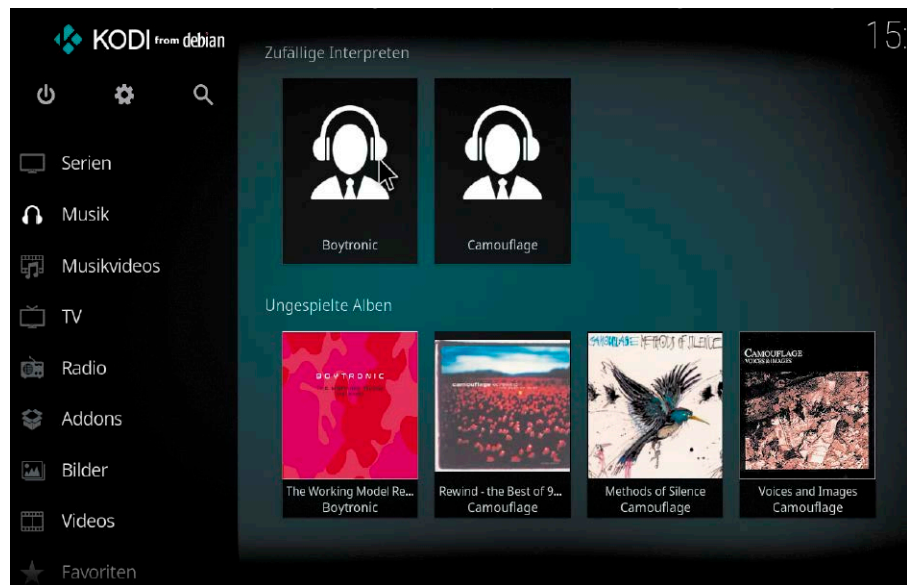 KODI from debian
15:
Zufällige Interpreten
Serien
Musik
Musikvideos
TV
Radio
Addons
Bilder
Videos
Favoriten
Boytronic
Camouflage
Ungespielte Alben
BOYTRONIC
CAMOUFLAGE METHODS OF SILENCE
CAMOUFLAGE
VOICES & IMAGES
The Working Model Re...
Boytronic
Rewind - the Best of 9...
Camouflage
Methods of Silence
Camouflage
Voices and Images
Camouflage